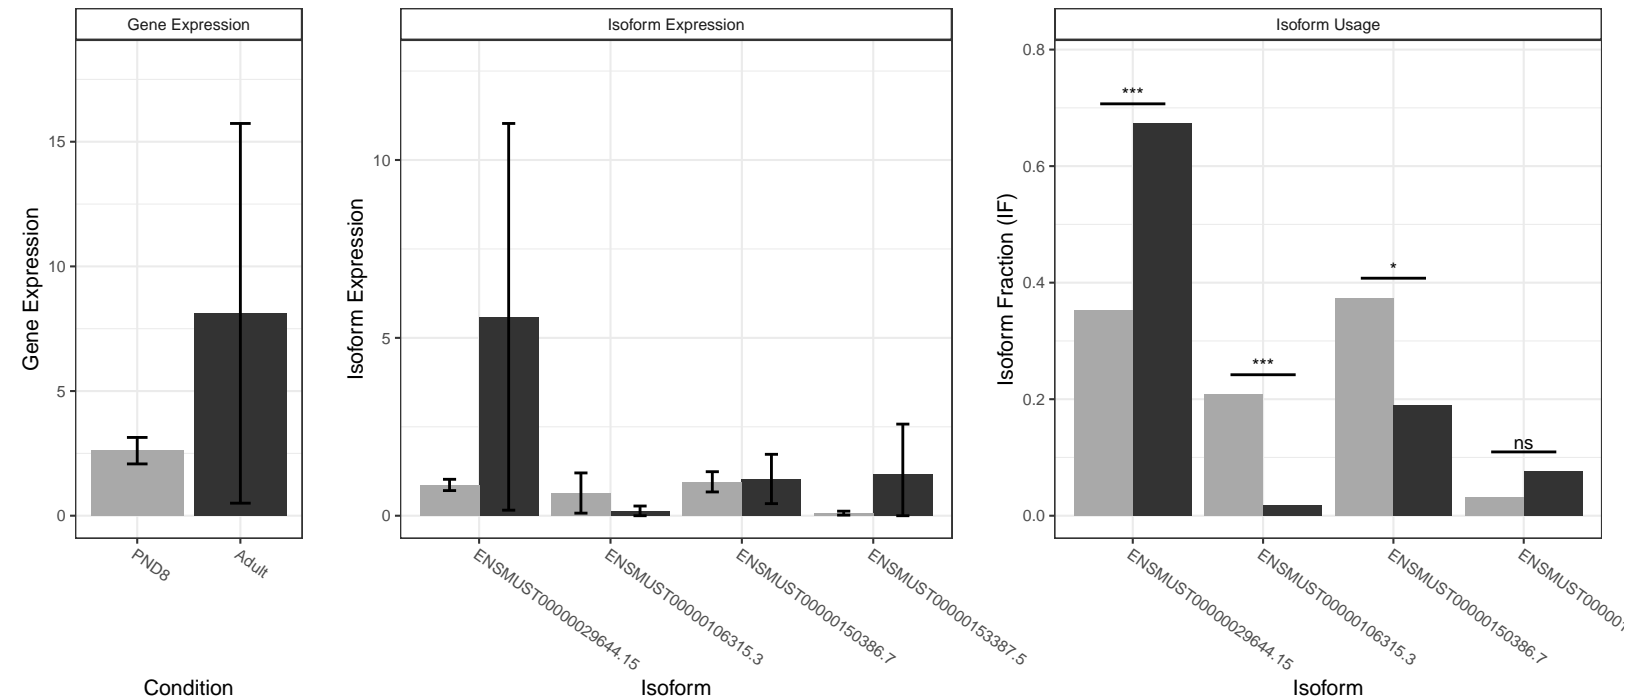 Gene Expression
Isoform Expression
Isoform Usage
Gene Expression
15
10
5
0
PND8
Adult
Condition
Isoform Expression
10
5
0
ENSMUST00000029644.15
ENSMUST00000106315.3
ENSMUST00000150386.7
ENSMUST00000153387.5
Isoform
Isoform Fraction (IF)
0.8
0.6
0.4
0.2
0.0
***
***
*
ns
ENSMUST00000029644.15
ENSMUST00000106315.3
ENSMUST00000150386.7
Isoform